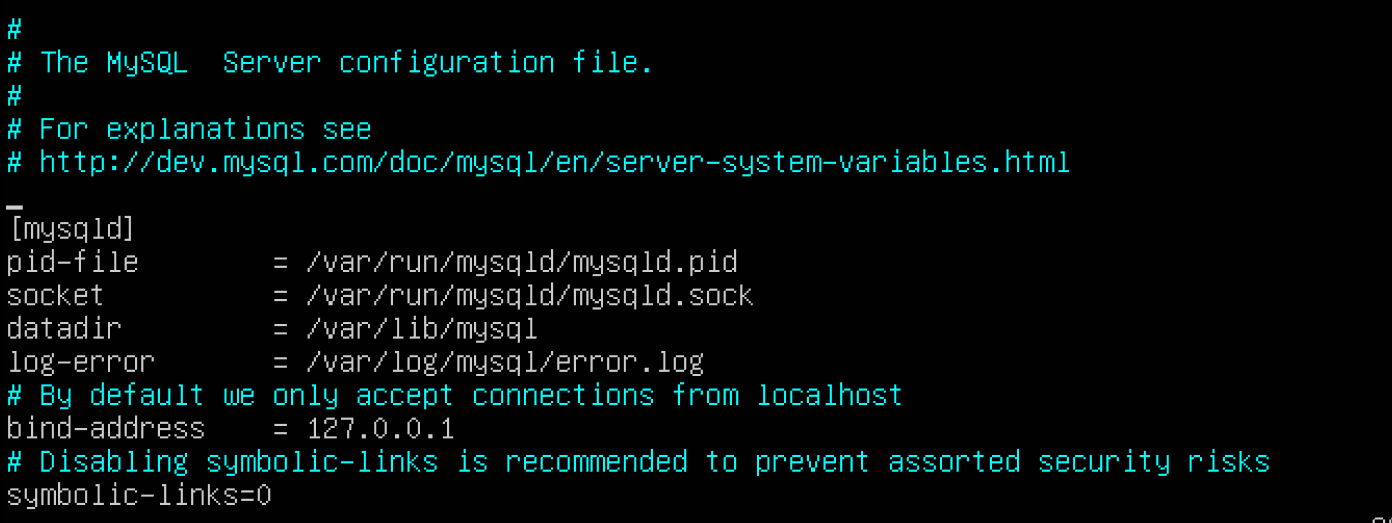 #
# The MySQL  Server configuration file.
#
# For explanations see
# http://dev.mysql.com/doc/mysql/en/server-system-variables.html
[mysqld]
pid-file        = /var/run/mysqld/mysqld.pid
socket          = /var/run/mysqld/mysqld.sock
datadir         = /var/lib/mysql
log-error       = /var/log/mysql/error.log
# By default we only accept connections from localhost
bind-address    = 127.0.0.1
# Disabling symbolic-links is recommended to prevent assorted security risks
symbolic-links=0